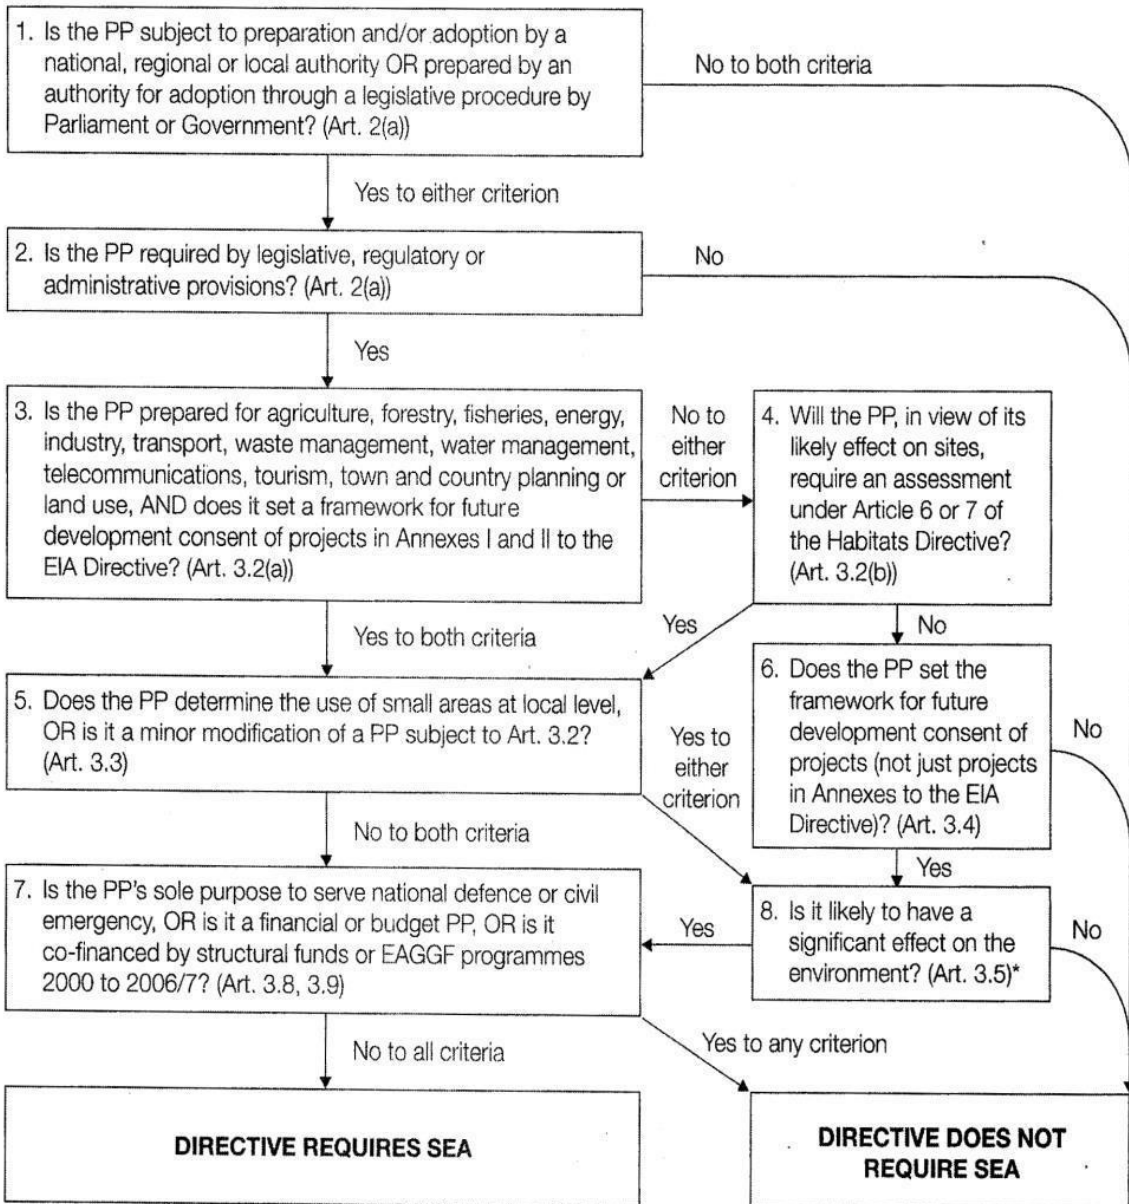 1. Is the PP subject to preparation and/or adoption by a
national, regional or local authority OR prepared by an
authority for adoption through a legislative procedure by
Parliament or Government? (Art. 2(a))
No to both criteria
Yes to either criterion
2. Is the PP required by legislative, regulatory or
administrative provisions? (Art. 2(a))
No
Yes
3. Is the PP prepared for agriculture, forestry, fisheries, energy,
industry, transport, waste management, water management,
telecommunications, tourism, town and country planning or
land use, AND does it set a framework for future
development consent of projects in Annexes I and II to the
EIA Directive? (Art. 3.2(a))
No to
either
criterion
4. Will the PP, in view of its
likely effect on sites,
require an assessment
under Article 6 or 7 of
the Habitats Directive?
(Art. 3.2(b))
Yes to both criteria
Yes
No
5. Does the PP determine the use of small areas at local level,
OR is it a minor modification of a PP subject to Art. 3.2?
(Art. 3.3)
Yes to
either
criterion
6. Does the PP set the
framework for future
development consent of
projects (not just projects
in Annexes to the EIA
Directive)? (Art. 3.4)
No
No to both criteria
Yes
7. Is the PP's sole purpose to serve national defence or civil
emergency, OR is it a financial or budget PP, OR is it
co-financed by structural funds or EAGGF programmes
2000 to 2006/7? (Art. 3.8, 3.9)
Yes
8. Is it likely to have a
significant effect on the
environment? (Art. 3.5)*
No
No to all criteria
Yes to any criterion
DIRECTIVE REQUIRES SEA
DIRECTIVE DOES NOT
REQUIRE SEA